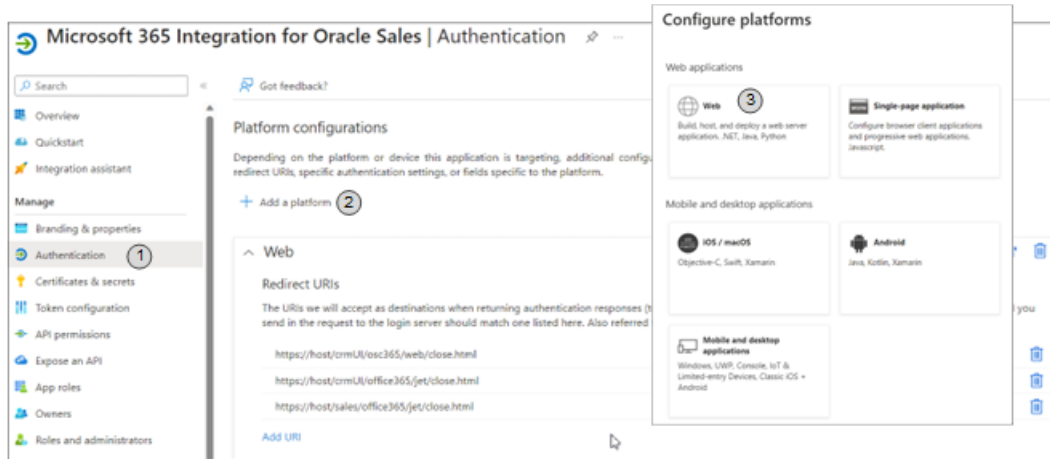 Microsoft 365 Integration for Oracle Sales | Authentication
Search
Overview
Quickstart
Integration assistant
Manage
Branding & properties
Authentication 1
Certificates & secrets
Token configuration
API permissions
Expose an API
App roles
Owners
Roles and administrators
Got feedback?
Platform configurations
Depending on the platform or device this application is targeting, additional configu
redirect URIs, specific authentication settings, or fields specific to the platform.
+ Add a platform 2
Web
Redirect URIs
The URIs we will accept as destinations when returning authentication responses (t
send in the request to the login server should match one listed here. Also referred
you
https://host/crmUI/osc365/web/close.html
https://host/crmUI/office365/jet/close.html
https://host/sales/office365/jet/close.html
Add URI
Configure platforms
Web applications
Web 3
Build, host, and deploy a web server
application. .NET, Java, Python
Single-page application
Configure browser client applications
and progressive web applications.
Javascript.
Mobile and desktop applications
iOS / macOS
Objective-C, Swift, Xamarin
Android
Java, Kotlin, Xamarin
Mobile and desktop
applications
Windows, UWP, Console, IoT &
Limited-entry Devices, Classic iOS +
Android